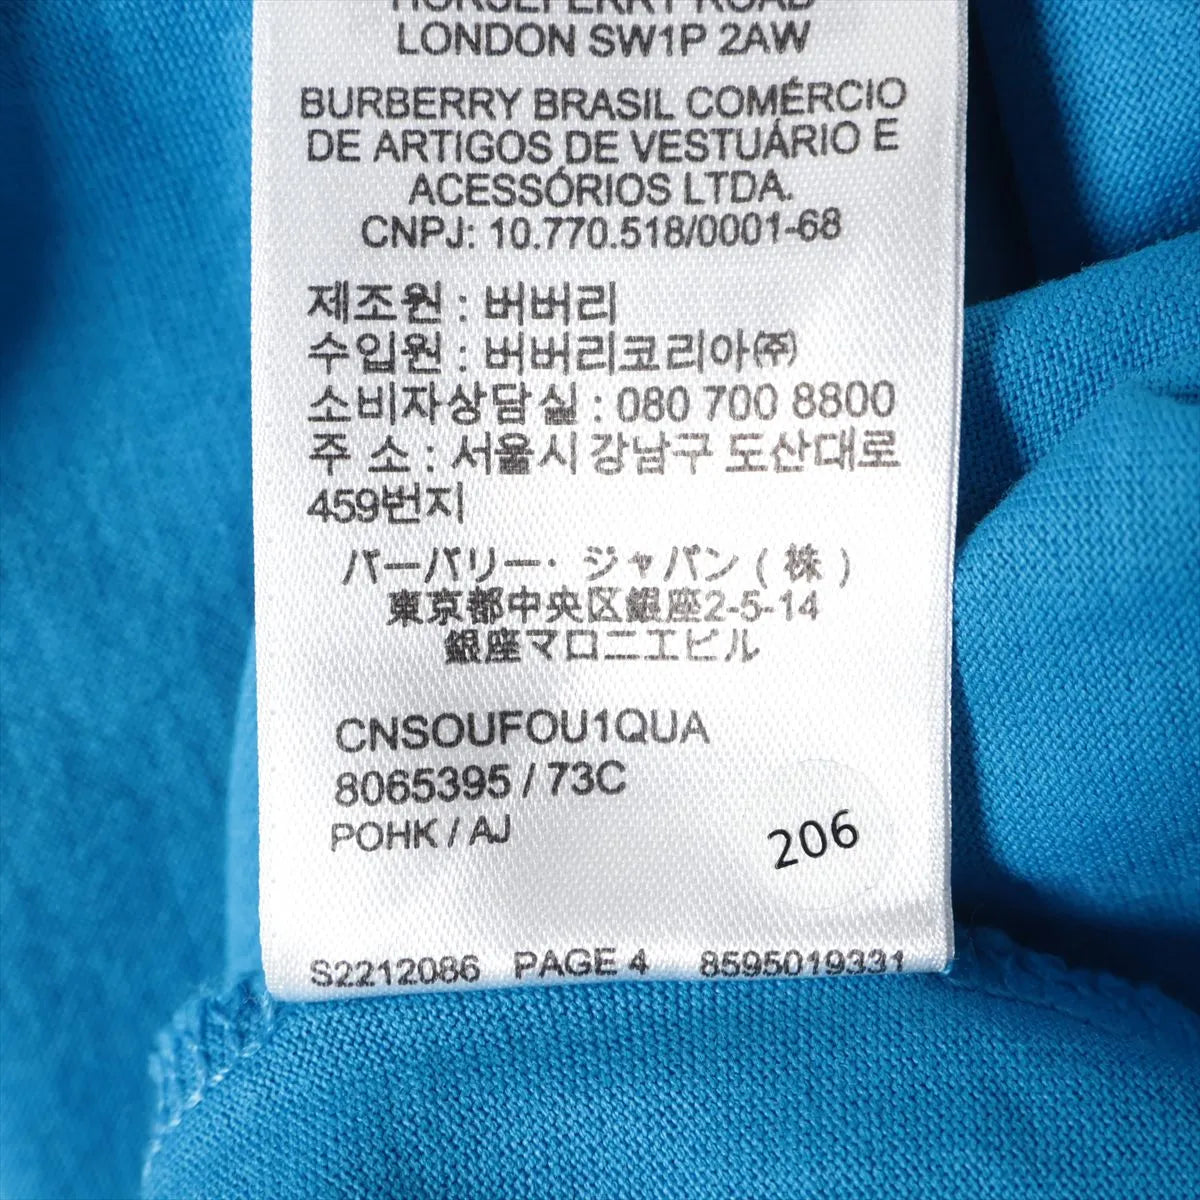 HORSEFERRY ROAD
LONDON SW1P 2AW
BURBERRY BRASIL COMÉRCIO
DE ARTIGOS DE VESTUÁRIO E
ACESSÓRIOS LTDA.
CNPJ: 10.770.518/0001-68
제조원 : 버버리
수입원 : 버버리코리아㈜
소비자상담실 : 080 700 8800
주 소 : 서울시 강남구 도산대로
459번지
バーバリー・ジャパン ( 株 )
東京都中央区銀座2-5-14
銀座マロニエビル
CNSOUFOU1QUA
8065395 / 73C
POHK / AJ
206
S2212086 PAGE 4 8595019331